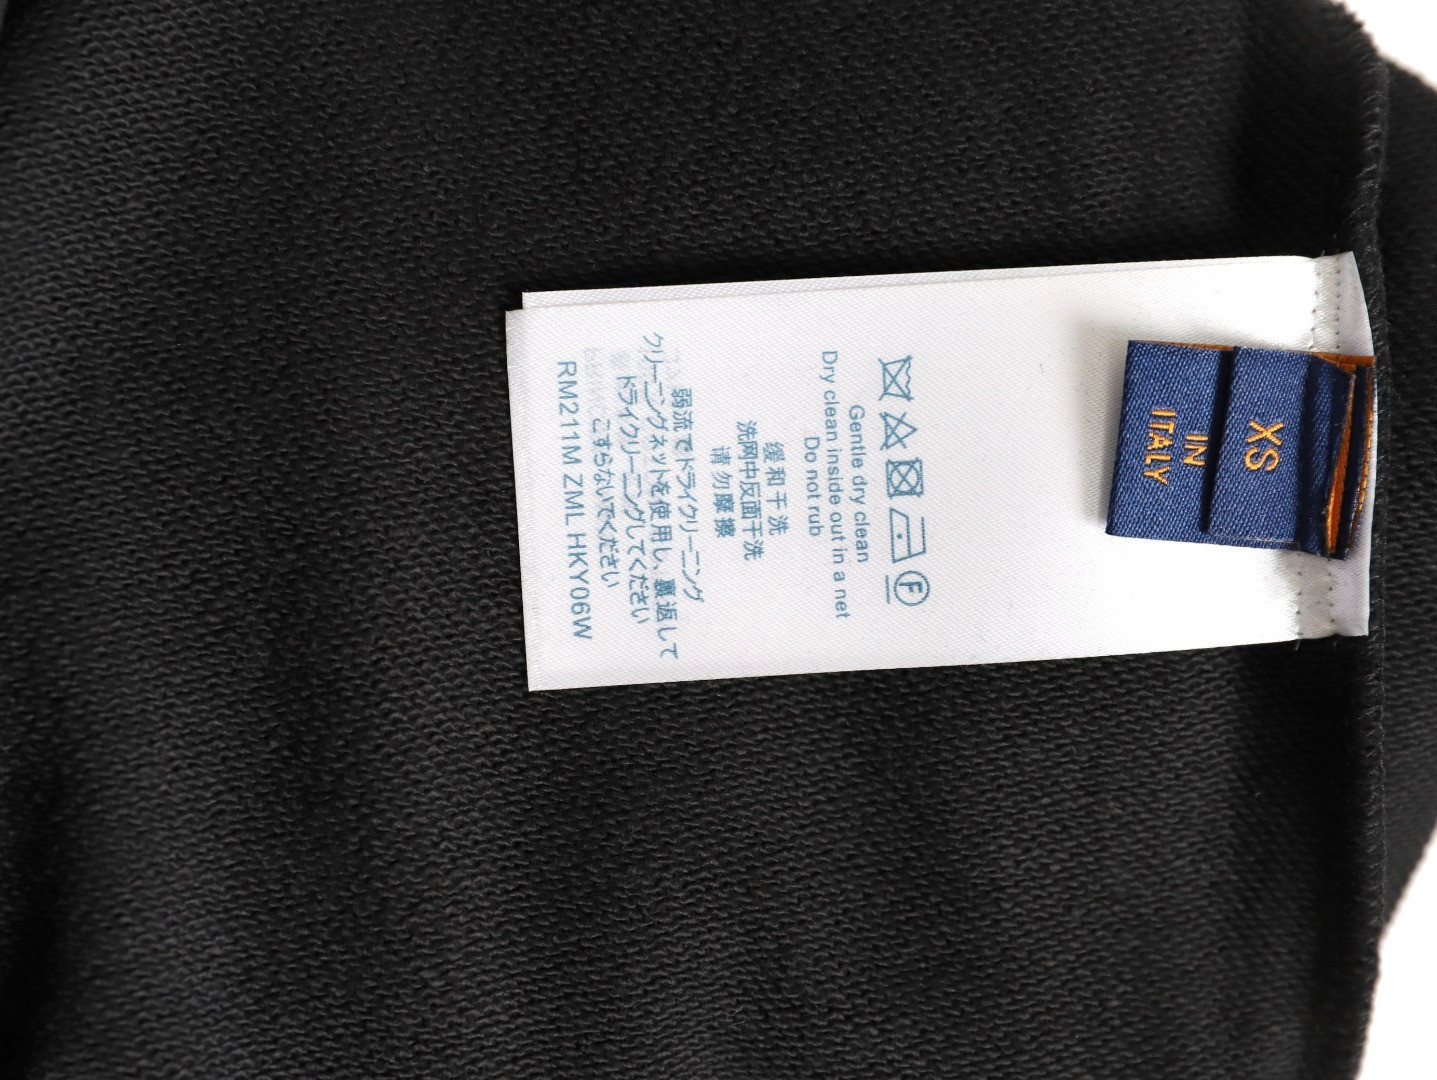 XS
IN
ITALY
F
Gentle dry clean
Dry clean inside out in a net
Do not rub
缓和干洗
洗网中反面干洗
请勿摩擦
弱流でドライクリーニング
クリーニングネットを使用し、裏返して
ドライクリーニングしてください
こすらないでください
RM211M ZML HKY06W